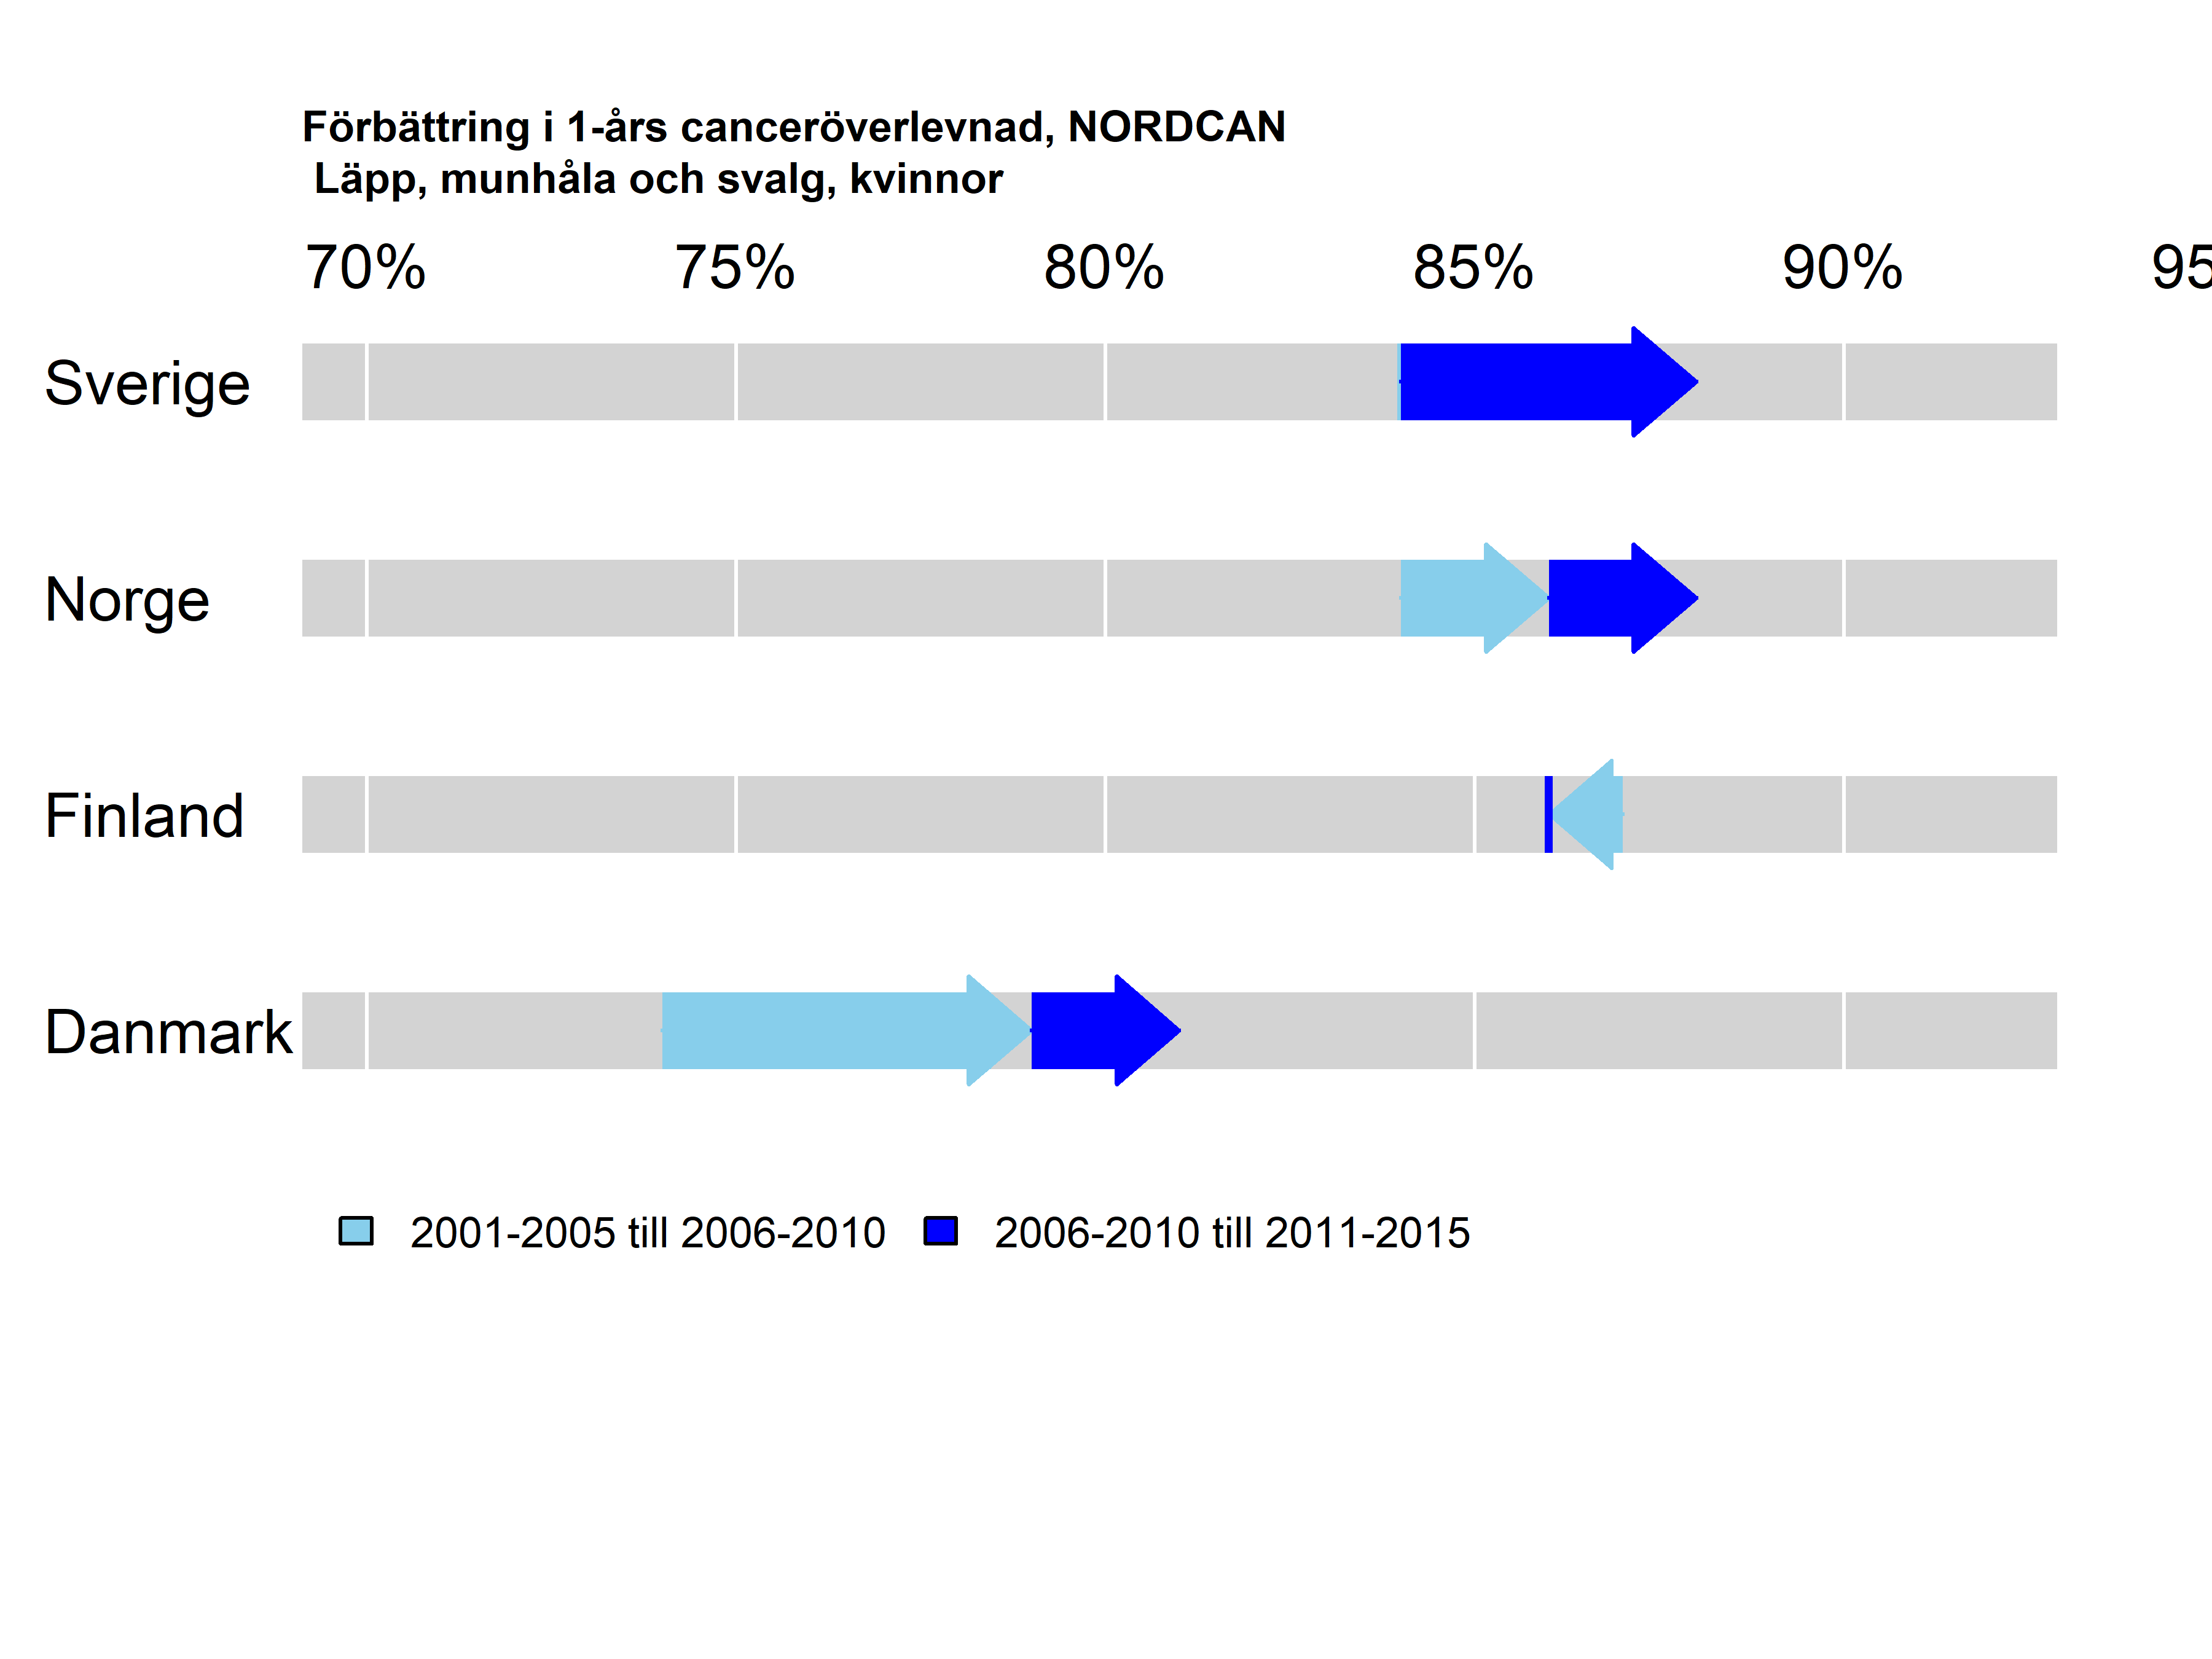 Förbättring i 1-års canceröverlevnad, NORDCAN
Läpp, munhåla och svalg, kvinnor
70% 75% 80% 85% 90% 95
Sverige
Norge
Finland
Danmark
2001-2005 till 2006-2010 2006-2010 till 2011-2015